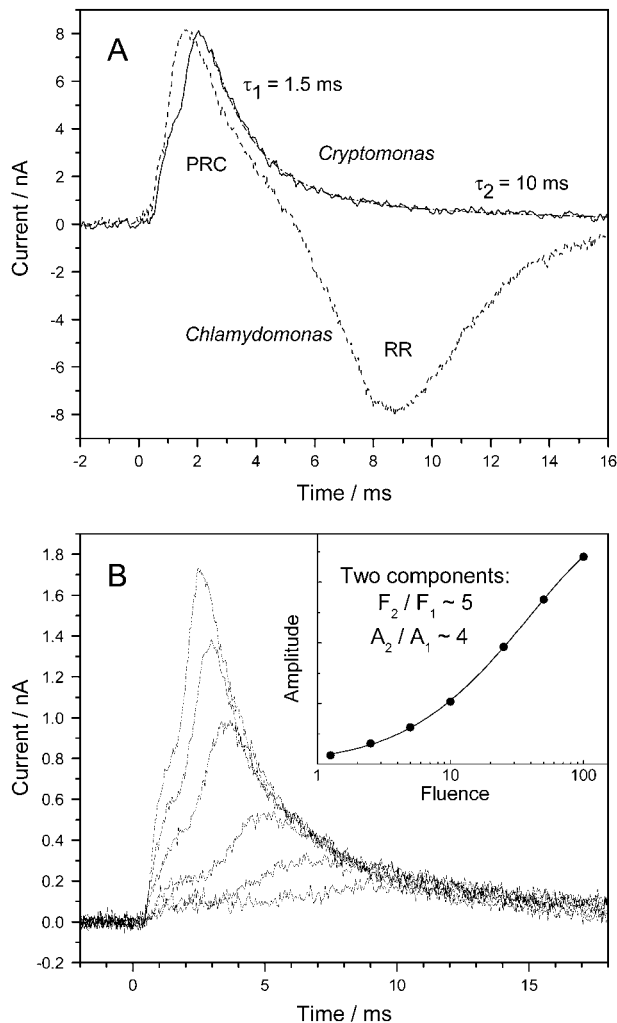 A
8
6
4
2
0
-2
-4
-6
-8
Current / nA
τ1 = 1.5 ms
Cryptomonas
PRC
τ2 = 10 ms
Chlamydomonas
RR
-2 0 2 4 6 8 10 12 14 16
Time / ms
B
1.8
1.6
1.4
1.2
1.0
0.8
0.6
0.4
0.2
0.0
-0.2
Current / nA
Two components:
F2 / F1 ~ 5
A2 / A1 ~ 4
Amplitude
1 10 100
Fluence
0 5 10 15
Time / ms